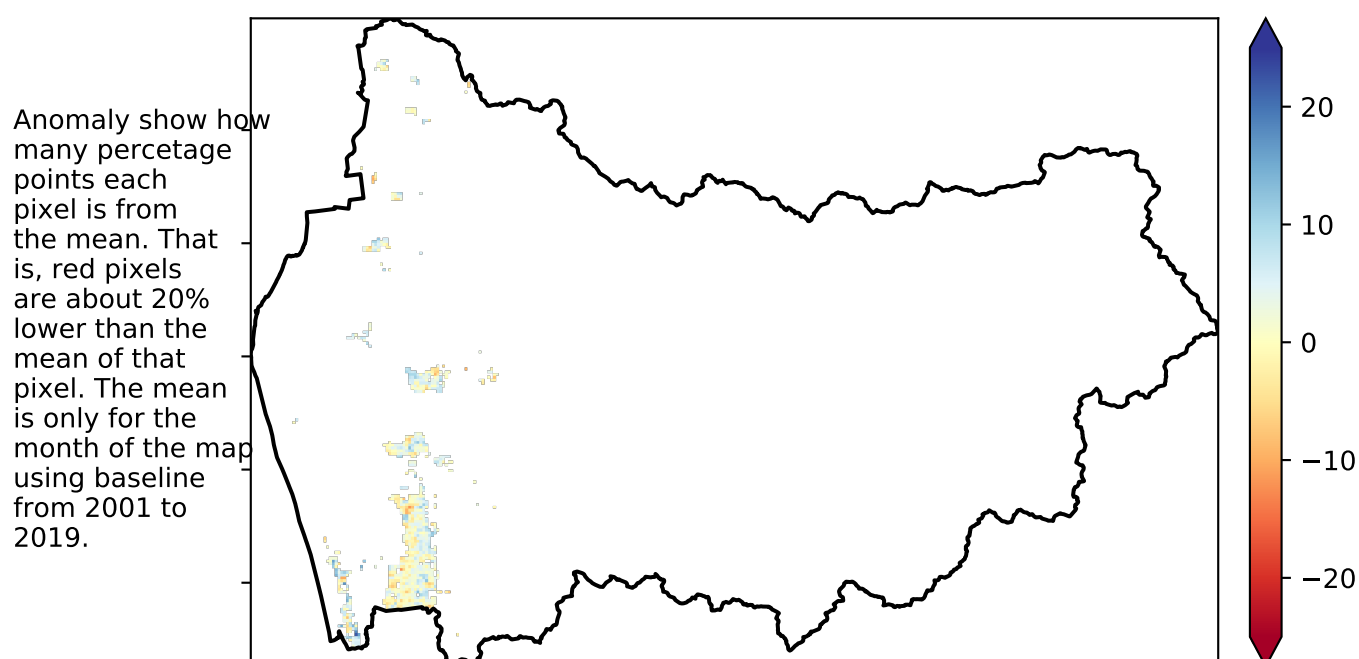 Anomaly show how
many percetage
points each
pixel is from
the mean. That
is, red pixels
are about 20%
lower than the
mean of that
pixel. The mean
is only for the
month of the map
using baseline
from 2001 to
2019.
20
10
0
−10
−20